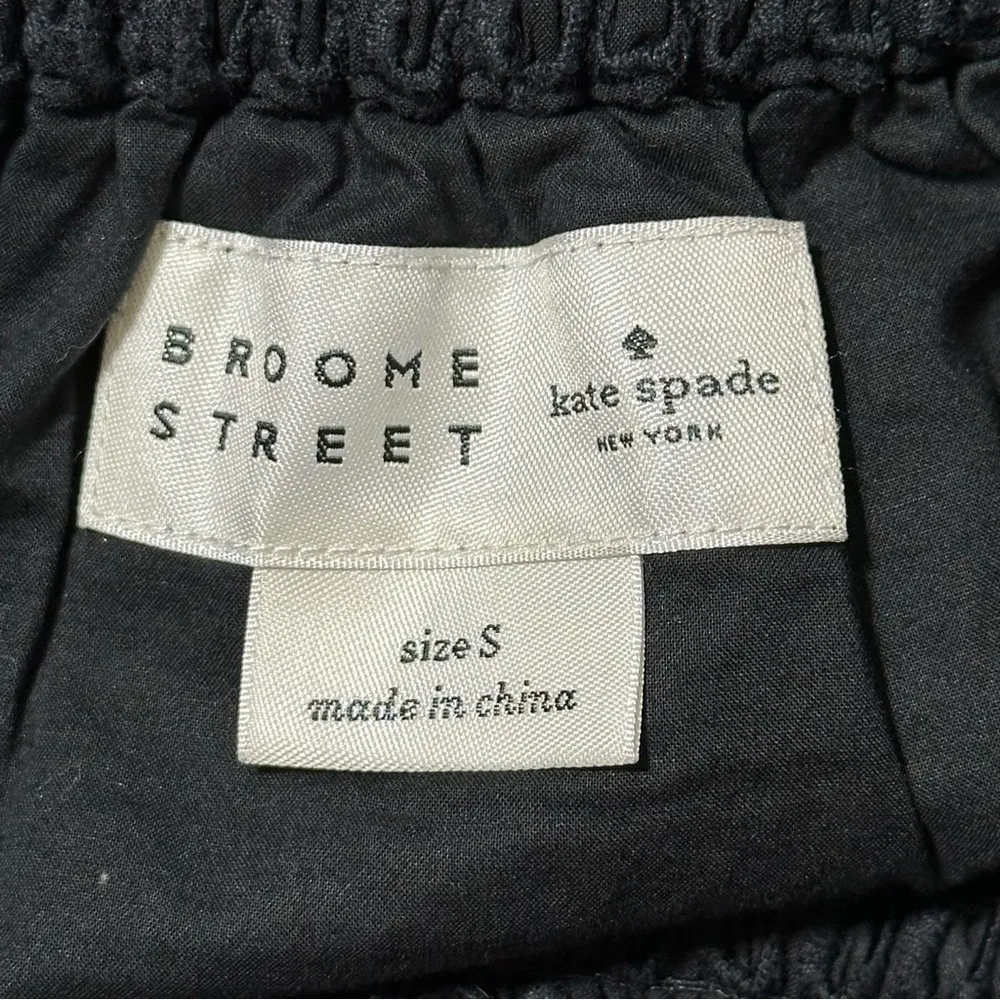 BROOME
STREET
kate spade
NEW YORK
size S
made in china